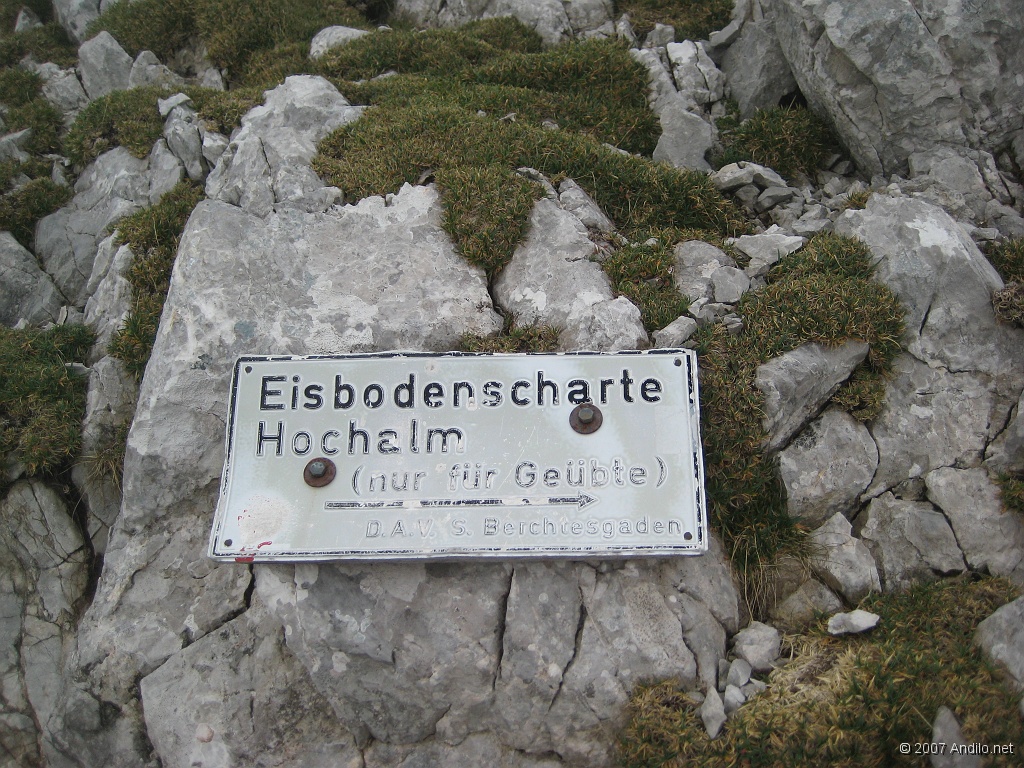 Eisbodenscharte
Hochalm
(nur für Geübte)
D.A.V. S. Berchtesgaden
© 2007 Andilo.net